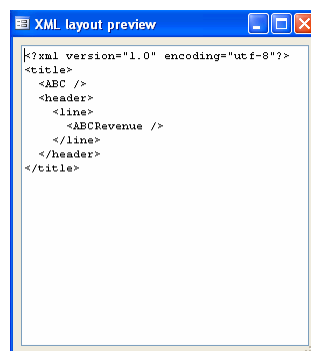 XML layout preview
<?xml version="1.0" encoding="utf-8"?>
<title>
  <ABC />
  <header>
    <line>
      <ABCRevenue />
    </line>
  </header>
</title>